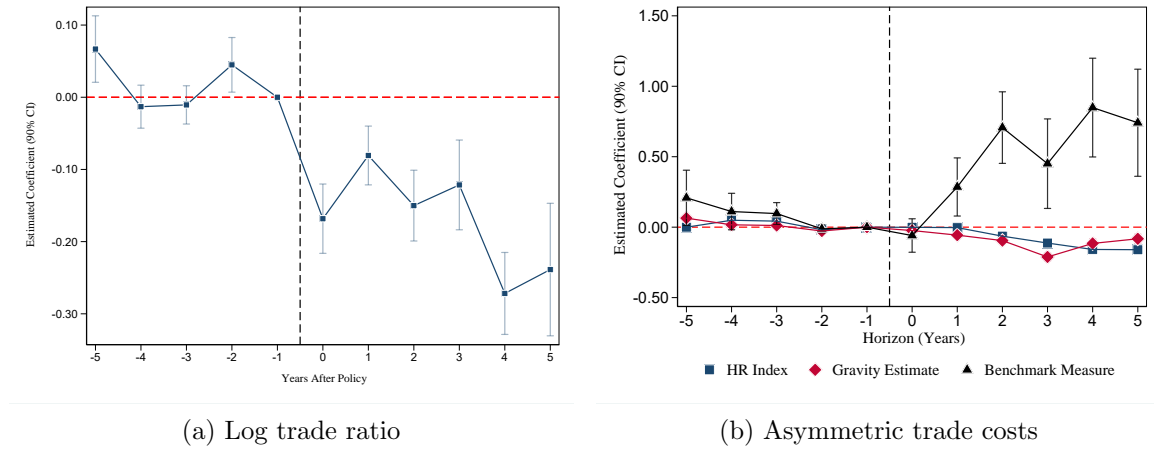 Estimated Coefficient (90% CI)
0.10
0.00
-0.10
-0.20
-0.30
-5 -4 -3 -2 -1 0 1 2 3 4 5
Years After Policy
(a) Log trade ratio
Estimated Coefficient (90% CI)
1.50
1.00
0.50
0.00
-0.50
-5 -4 -3 -2 -1 0 1 2 3 4 5
Horizon (Years)
HR Index Gravity Estimate Benchmark Measure
(b) Asymmetric trade costs